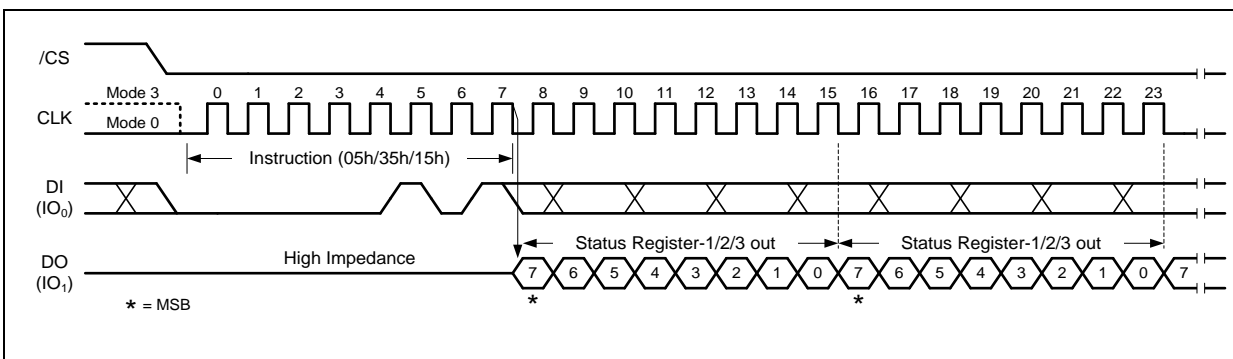 /CS
Mode 3 0 1 2 3 4 5 6 7 8 9 10 11 12 13 14 15 16 17 18 19 20 21 22 23
CLK
Mode 0
Instruction (05h/35h/15h)
DI
(IO₀)
Status Register-1/2/3 out Status Register-1/2/3 out
High Impedance
DO 7 6 5 4 3 2 1 0 7 6 5 4 3 2 1 0 7
(IO₁)
* *
* = MSB